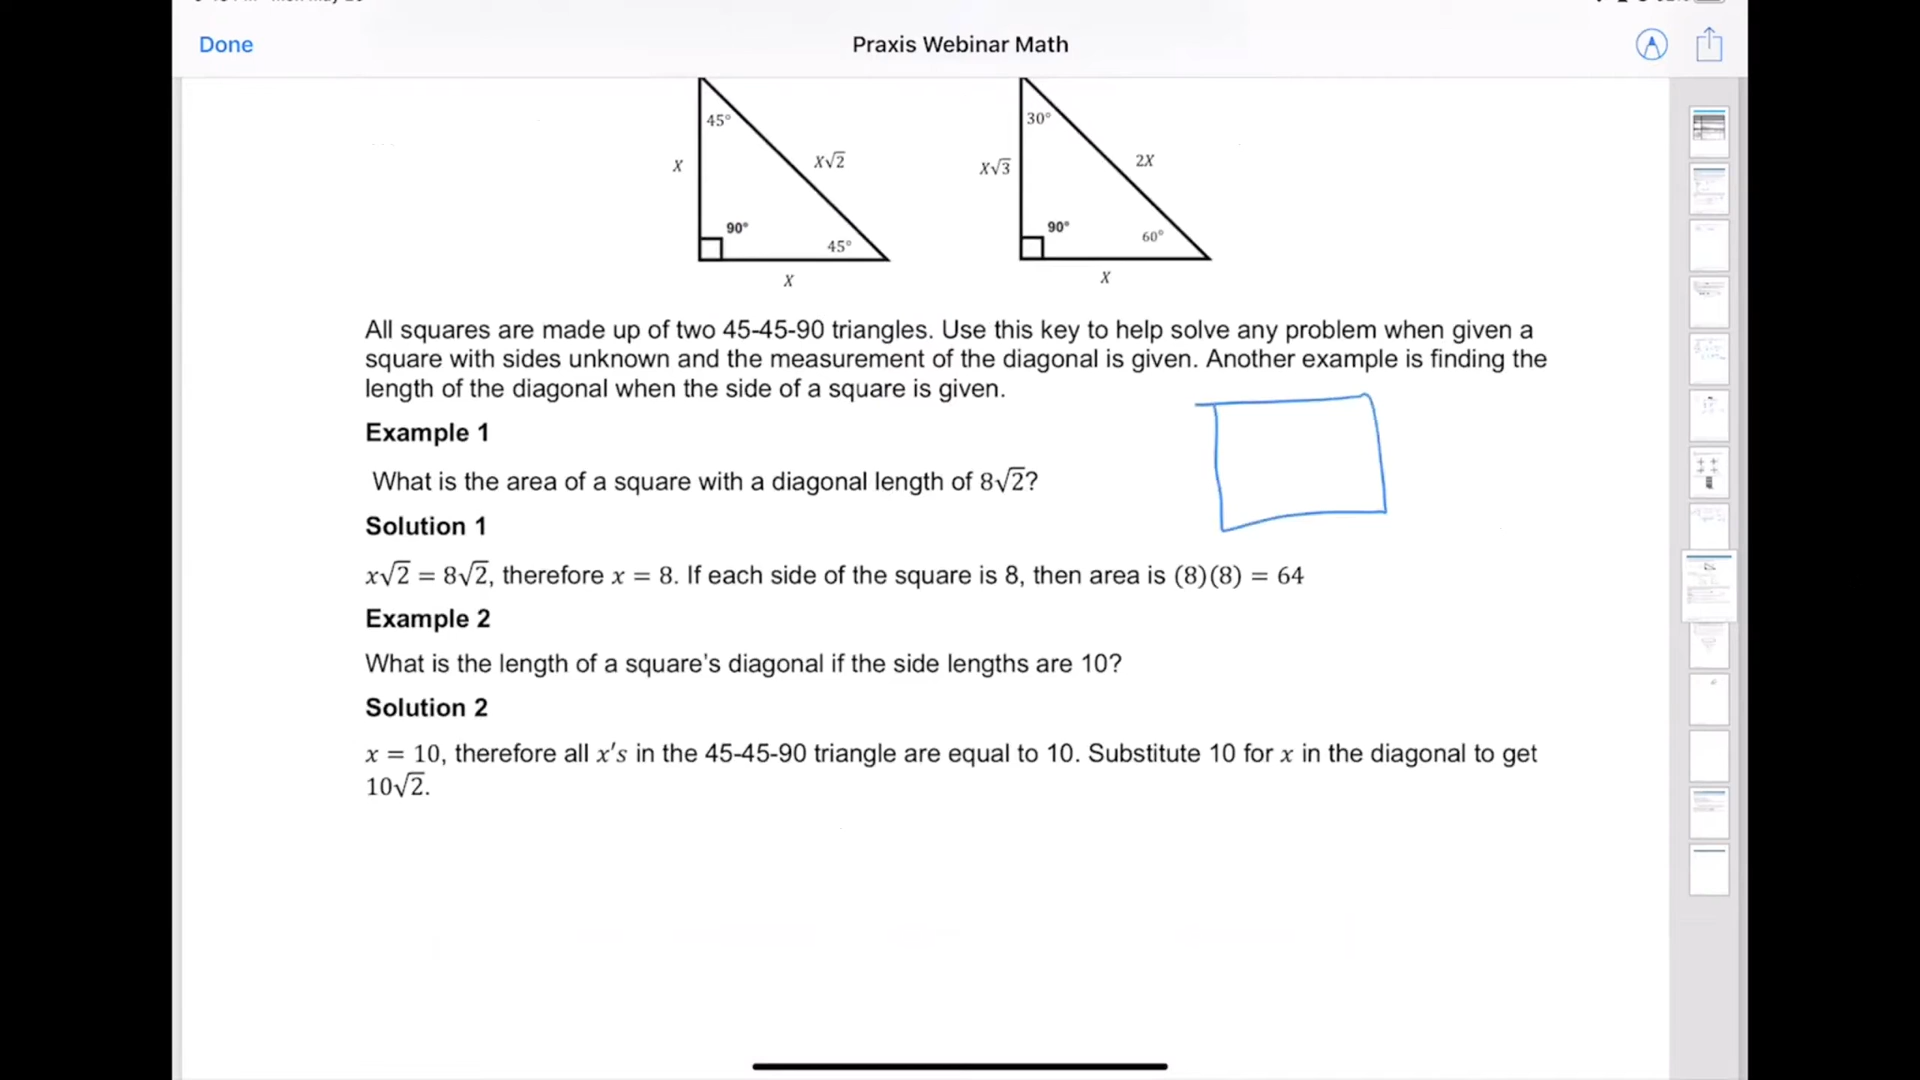 Done
Praxis Webinar Math
45°
30°
X
X√2
X√3
2X
90°
45°
90°
60°
X
X
All squares are made up of two 45-45-90 triangles. Use this key to help solve any problem when given a
square with sides unknown and the measurement of the diagonal is given. Another example is finding the
length of the diagonal when the side of a square is given.
Example 1
What is the area of a square with a diagonal length of 8√2?
Solution 1
x√2 = 8√2, therefore x = 8. If each side of the square is 8, then area is (8)(8) = 64
Example 2
What is the length of a square’s diagonal if the side lengths are 10?
Solution 2
x = 10, therefore all x′s in the 45-45-90 triangle are equal to 10. Substitute 10 for x in the diagonal to get
10√2.